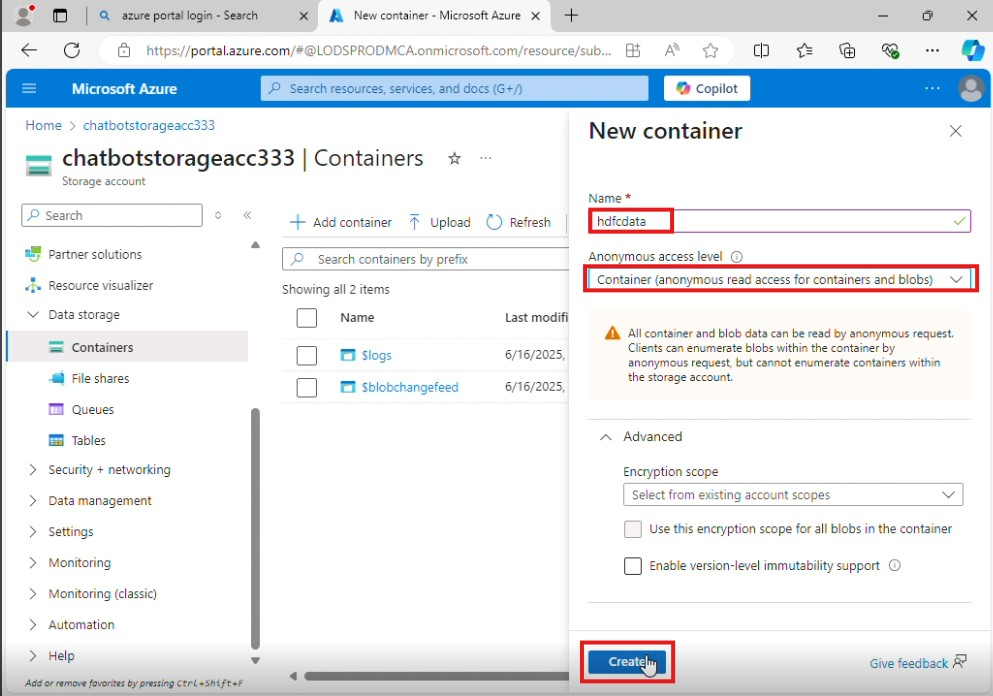 azure portal login - Search
New container - Microsoft Azure
https://portal.azure.com/#@LODSPRODMCA.onmicrosoft.com/resource/sub...
Microsoft Azure
Search resources, services, and docs (G+/)
Copilot
Home > chatbotstorageacc333
chatbotstorageacc333 | Containers
Storage account
Search
Partner solutions
Resource visualizer
Data storage
Containers
File shares
Queues
Tables
Security + networking
Data management
Settings
Monitoring
Monitoring (classic)
Automation
Help
Add or remove favorites by pressing Ctrl+Shift+F
Add container
Upload
Refresh
Search containers by prefix
Showing all 2 items
Name Last modifi
$logs 6/16/2025,
$blobchangefeed 6/16/2025,
New container
Name *
hdfcdata
Anonymous access level
Container (anonymous read access for containers and blobs)
All container and blob data can be read by anonymous request.
Clients can enumerate blobs within the container by
anonymous request, but cannot enumerate containers within
the storage account.
Advanced
Encryption scope
Select from existing account scopes
Use this encryption scope for all blobs in the container
Enable version-level immutability support
Create
Give feedback